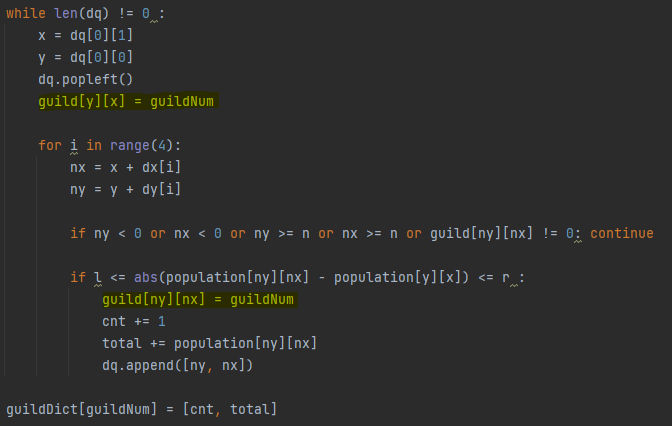 while len(dq) != 0 :
    x = dq[0][1]
    y = dq[0][0]
    dq.popleft()
    guild[y][x] = guildNum
    for i in range(4):
        nx = x + dx[i]
        ny = y + dy[i]
        if ny < 0 or nx < 0 or ny >= n or nx >= n or guild[ny][nx] != 0: continue
        if l <= abs(population[ny][nx] - population[y][x]) <= r :
            guild[ny][nx] = guildNum
            cnt += 1
            total += population[ny][nx]
            dq.append([ny, nx])
guildDict[guildNum] = [cnt, total]